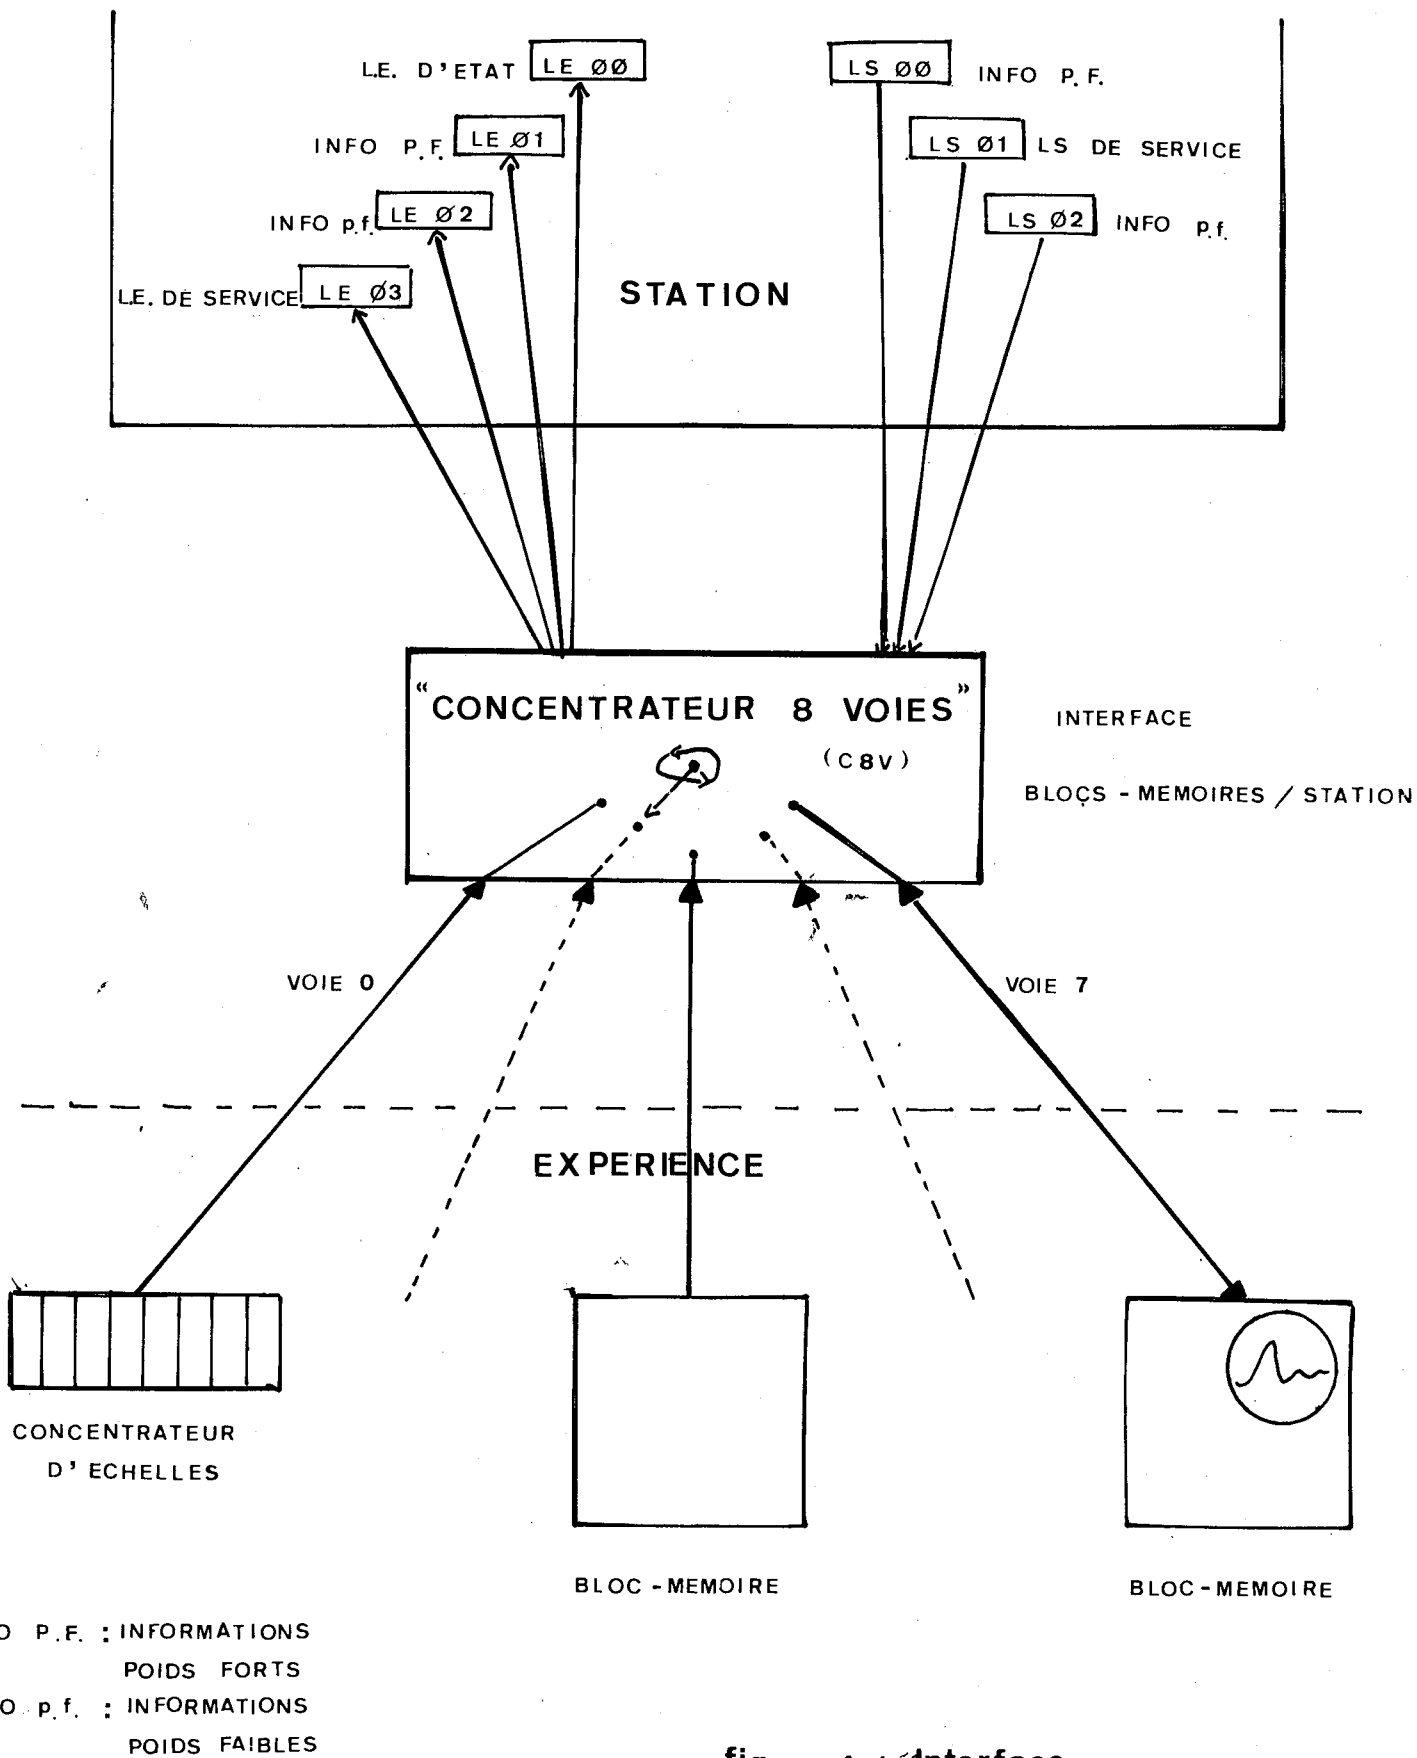 L.E. D'ETAT LE ØØ
LS ØØ INFO P.F.
INFO P.F. LE Ø1
LS Ø1 LS DE SERVICE
INFO p.f. LE Ø2
LS Ø2 INFO p.f.
L.E. DE SERVICE LE Ø3
STATION
"CONCENTRATEUR 8 VOIES"
(C8V)
INTERFACE
BLOCS-MEMOIRES / STATION
VOIE 0
VOIE 7
EXPERIENCE
CONCENTRATEUR
D'ECHELLES
BLOC-MEMOIRE
BLOC-MEMOIRE
O P.F. : INFORMATIONS
POIDS FORTS
O p.f. : INFORMATIONS
POIDS FAIBLES